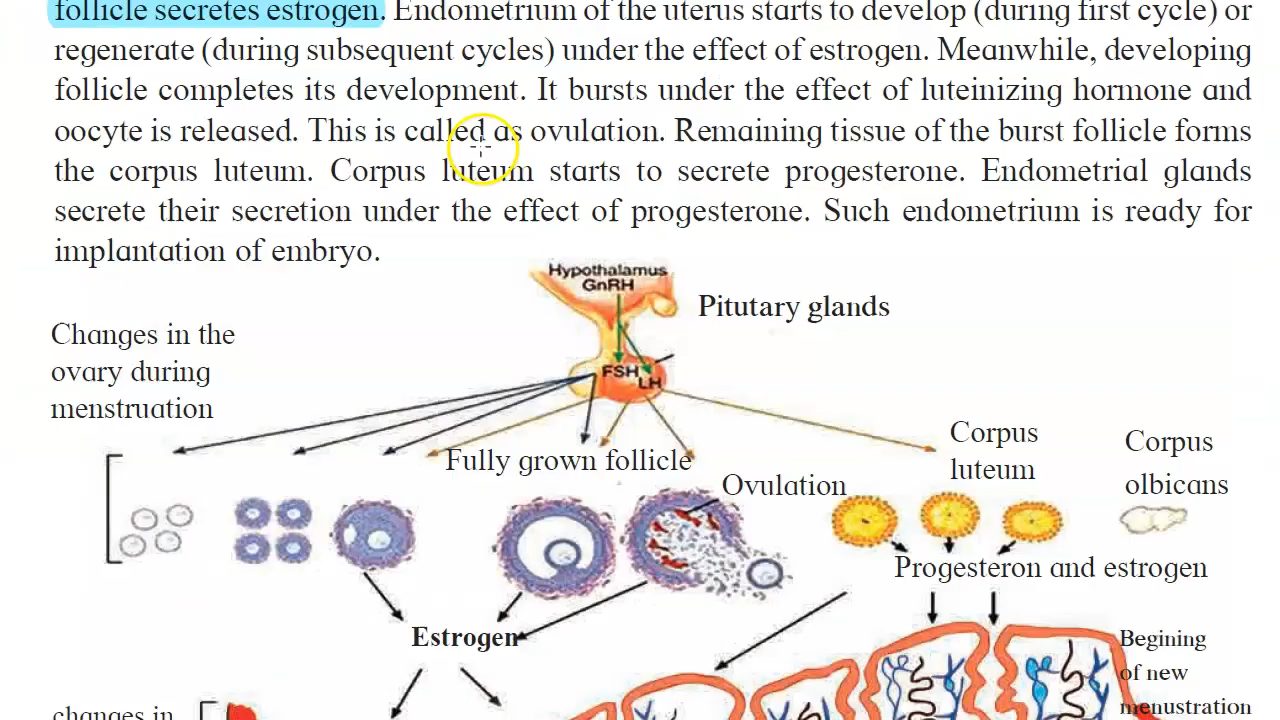 follicle secretes estrogen. Endometrium of the uterus starts to develop (during first cycle) or
regenerate (during subsequent cycles) under the effect of estrogen. Meanwhile, developing
follicle completes its development. It bursts under the effect of luteinizing hormone and
oocyte is released. This is called as ovulation. Remaining tissue of the burst follicle forms
the corpus luteum. Corpus luteum starts to secrete progesterone. Endometrial glands
secrete their secretion under the effect of progesterone. Such endometrium is ready for
implantation of embryo.
Hypothalamus
GnRH
Pitutary glands
Changes in the
ovary during
menstruation
FSH
LH
Fully grown follicle
Ovulation
Corpus
luteum
Corpus
olbicans
Progesteron and estrogen
Estrogen
Begining
of new
menustration
changes in